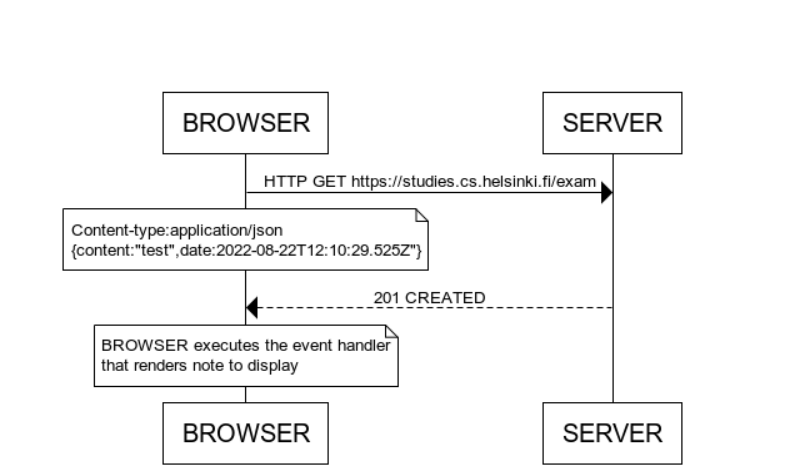 BROWSER
SERVER
HTTP GET https://studies.cs.helsinki.fi/exam
Content-type:application/json
{content:"test",date:2022-08-22T12:10:29.525Z"}
201 CREATED
BROWSER executes the event handler
that renders note to display
BROWSER
SERVER